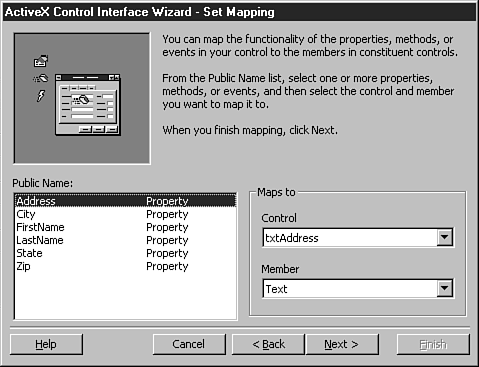 ActiveX Control Interface Wizard - Set Mapping
You can map the functionality of the properties, methods, or
events in your control to the members in constituent controls.
From the Public Name list, select one or more properties,
methods, or events, and then select the control and member
you want to map it to.
When you finish mapping, click Next.
Public Name:
Address Property
City Property
FirstName Property
LastName Property
State Property
Zip Property
Maps to
Control
txtAddress
Member
Text
Help Cancel < Back Next > Finish